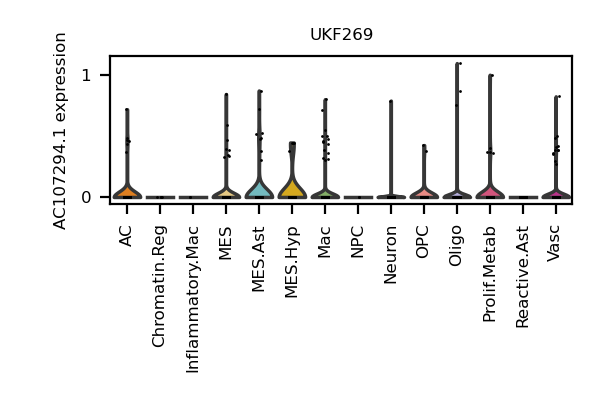 UKF269
AC107294.1 expression
1
0
AC
Chromatin.Reg
Inflammatory.Mac
MES
MES.Ast
MES.Hyp
Mac
NPC
Neuron
OPC
Oligo
Prolif.Metab
Reactive.Ast
Vasc